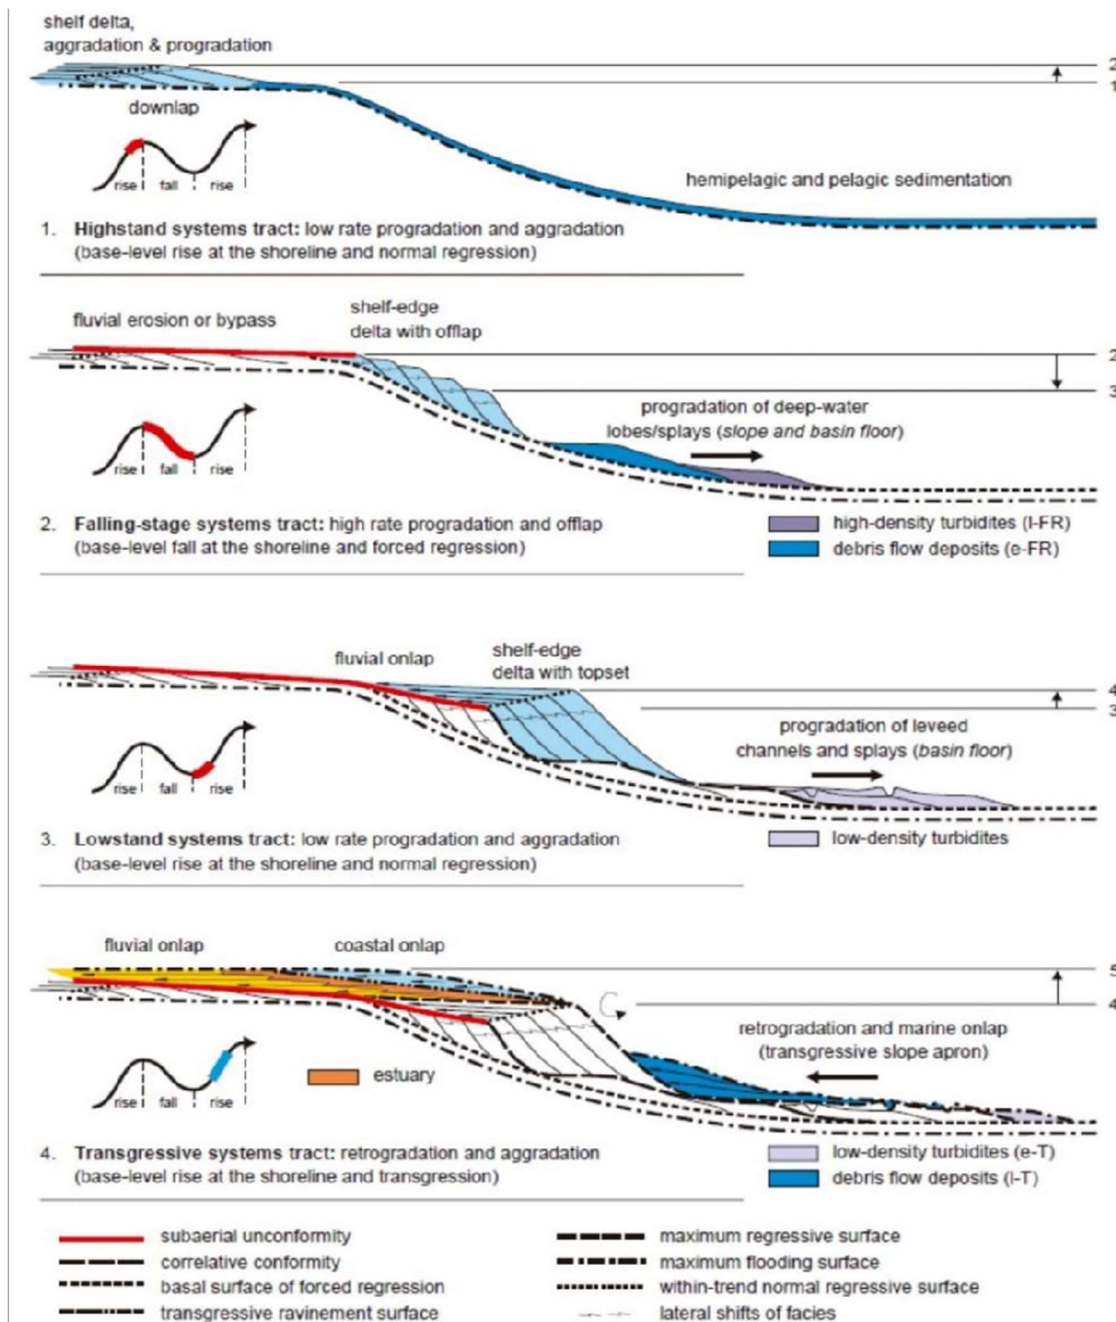 shelf delta,
aggradation & progradation
2
1
downlap
rise fall rise
hemipelagic and pelagic sedimentation
1. Highstand systems tract: low rate progradation and aggradation
(base-level rise at the shoreline and normal regression)
fluvial erosion or bypass
shelf-edge
delta with offlap
2
3
progradation of deep-water
lobes/splays (slope and basin floor)
rise fall rise
2. Falling-stage systems tract: high rate progradation and offlap
(base-level fall at the shoreline and forced regression)
high-density turbidites (l-FR)
debris flow deposits (e-FR)
fluvial onlap
shelf-edge
delta with topset
4
3
progradation of leveed
channels and splays (basin floor)
rise fall rise
3. Lowstand systems tract: low rate progradation and aggradation
(base-level rise at the shoreline and normal regression)
low-density turbidites
fluvial onlap
coastal onlap
5
4
retrogradation and marine onlap
(transgressive slope apron)
estuary
rise fall rise
4. Transgressive systems tract: retrogradation and aggradation
(base-level rise at the shoreline and transgression)
low-density turbidites (e-T)
debris flow deposits (l-T)
subaerial unconformity
correlative conformity
basal surface of forced regression
transgressive ravinement surface
maximum regressive surface
maximum flooding surface
within-trend normal regressive surface
lateral shifts of facies